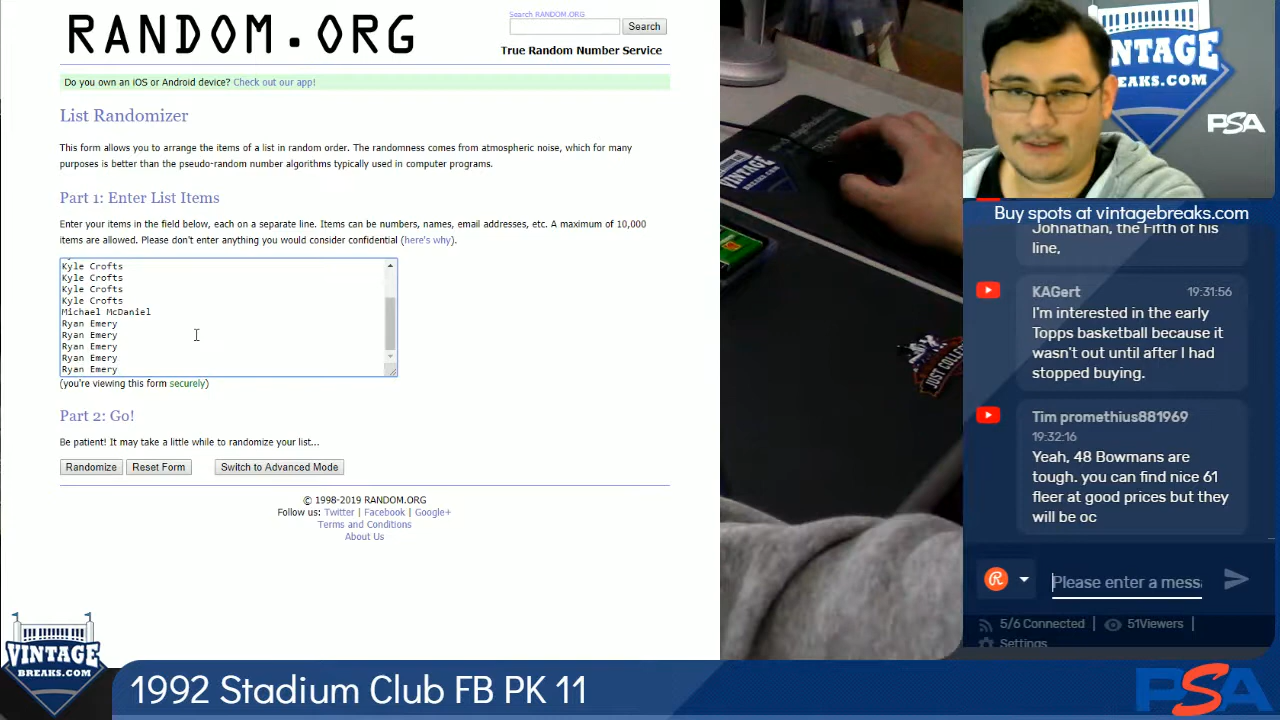 RANDOM.ORG
Search RANDOM.ORG
Search
True Random Number Service
Do you own an iOS or Android device? Check out our app!
List Randomizer
This form allows you to arrange the items of a list in random order. The randomness comes from atmospheric noise, which for many
purposes is better than the pseudo-random number algorithms typically used in computer programs.
Part 1: Enter List Items
Enter your items in the field below, each on a separate line. Items can be numbers, names, email addresses, etc. A maximum of 10,000
items are allowed. Please don't enter anything you would consider confidential (here's why).
Kyle Crofts
Kyle Crofts
Kyle Crofts
Kyle Crofts
Michael McDaniel
Ryan Emery
Ryan Emery
Ryan Emery
Ryan Emery
Ryan Emery
(you're viewing this form securely)
Part 2: Go!
Be patient! It may take a little while to randomize your list...
Randomize
Reset Form
Switch to Advanced Mode
© 1998-2019 RANDOM.ORG
Follow us: Twitter | Facebook | Google+
Terms and Conditions
About Us
VINTAGE
JUST COLLECT
NTAGE
BREAKS.COM
PSA
Buy spots at vintagebreaks.com
Johnathan, the Fifth of his
line,
KAGert 19:31:56
I'm interested in the early
Topps basketball because it
wasn't out until after I had
stopped buying.
Tim promethius881969
19:32:16
Yeah, 48 Bowmans are
tough. you can find nice 61
fleer at good prices but they
will be oc
Please enter a messa
5/6 Connected | 51Viewers |
Settings
VINTAGE
BREAKS.COM
1992 Stadium Club FB PK 11
PSA